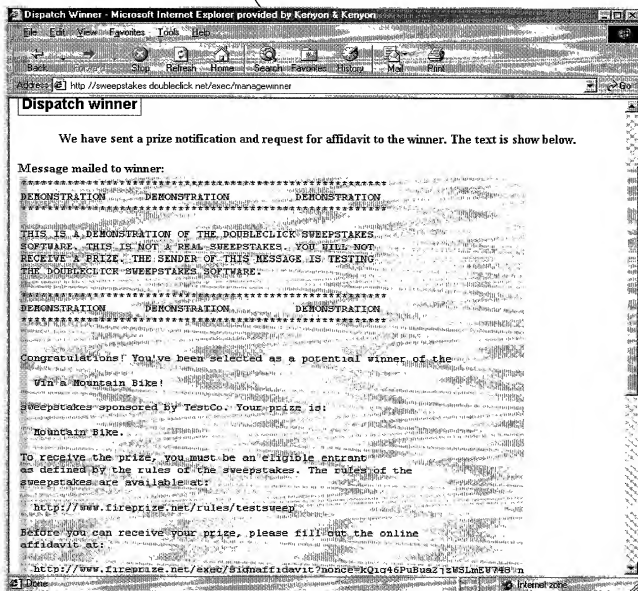 Dispatch Winner - Microsoft Internet Explorer provided by Kenyon & Kenyon
File Edit View Favorites Tools Help
Back Forward Stop Refresh Home Search Favorites History Mail Print
Address http://sweepstakes.doubleclick.net/exec/managewinner Go
Dispatch winner
We have sent a prize notification and request for affidavit to the winner. The text is show below.
Message mailed to winner:
************************************************
DEMONSTRATION DEMONSTRATION DEMONSTRATION
************************************************
THIS IS A DEMONSTRATION OF THE DOUBLECLICK SWEEPSTAKES
SOFTWARE. THIS IS NOT A REAL SWEEPSTAKES. YOU WILL NOT
RECEIVE A PRIZE. THE SENDER OF THIS MESSAGE IS TESTING
THE DOUBLECLICK SWEEPSTAKES SOFTWARE.
************************************************
DEMONSTRATION DEMONSTRATION DEMONSTRATION
************************************************
Congratulations! You've been selected as a potential winner of the
Win a Mountain Bike!
sweepstakes sponsored by TestCo. Your prize is:
Mountain Bike.
To receive the prize, you must be an eligible entrant
as defined by the rules of the sweepstakes. The rules of the
sweepstakes are available at:
http://www.fireprize.net/rules/testsweep
Before you can receive your prize, please fill out the online
affidavit at:
Done Internet zone